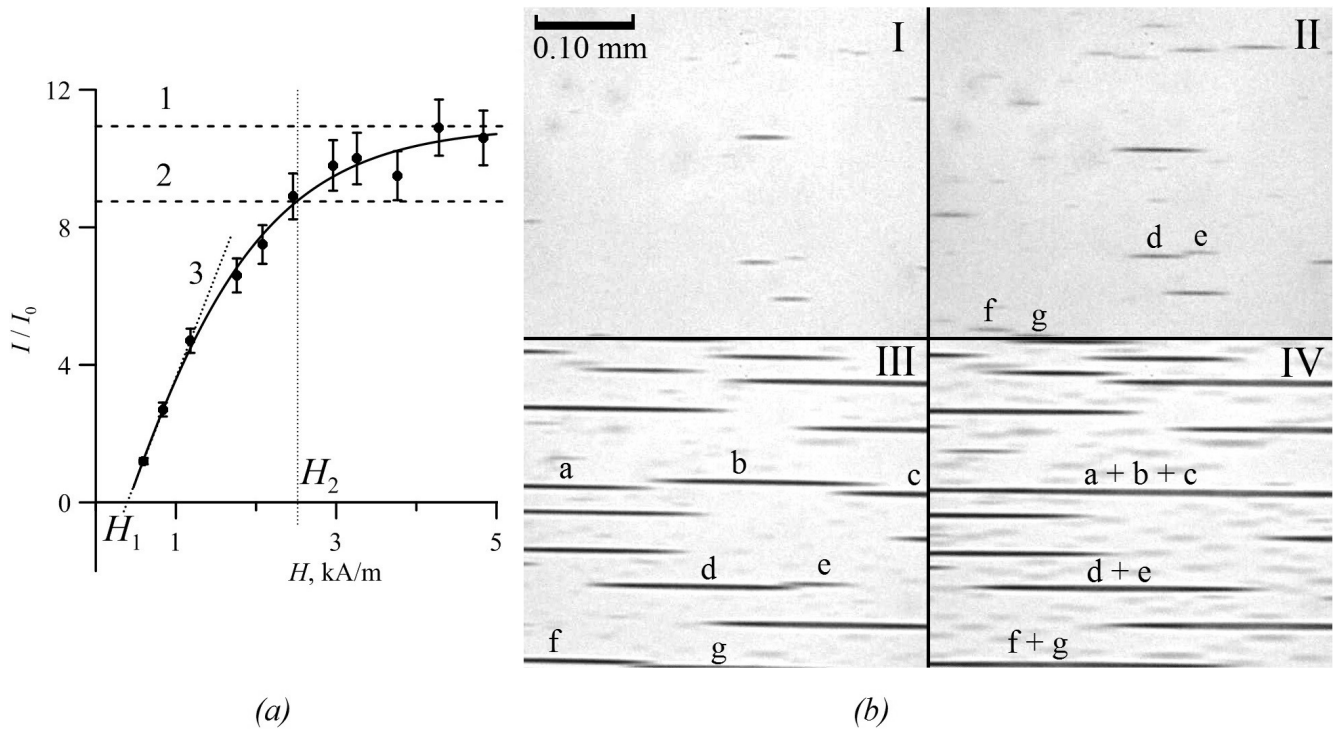 12
8
4
0
I / I₀
1
2
3
H₁
H₂
1
3
5
H, kA/m
(a)
0.10 mm
I
II
d
e
f
g
III
a
b
c
d
e
f
g
IV
a + b + c
d + e
f + g
(b)